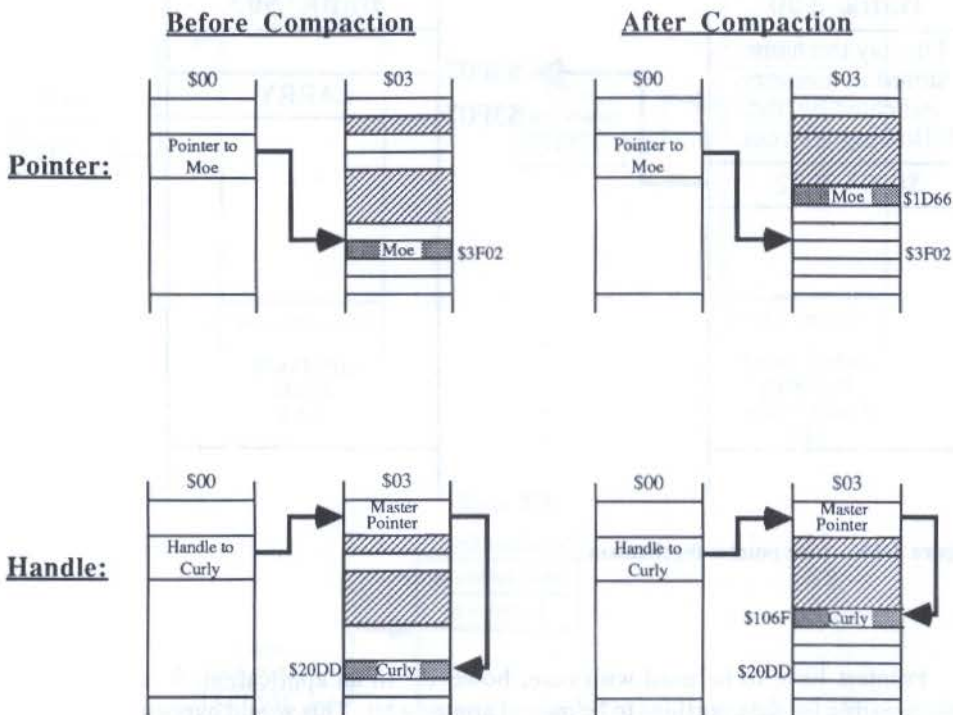 Before Compaction
After Compaction
$00
$03
$00
$03
Pointer:
Pointer to
Moe
Moe
$3F02
Pointer to
Moe
Moe
$1D66
$3F02
$00
$03
$00
$03
Handle:
Handle to
Curly
Master
Pointer
$20DD
Curly
Handle to
Curly
Master
Pointer
$106F
Curly
$20DD